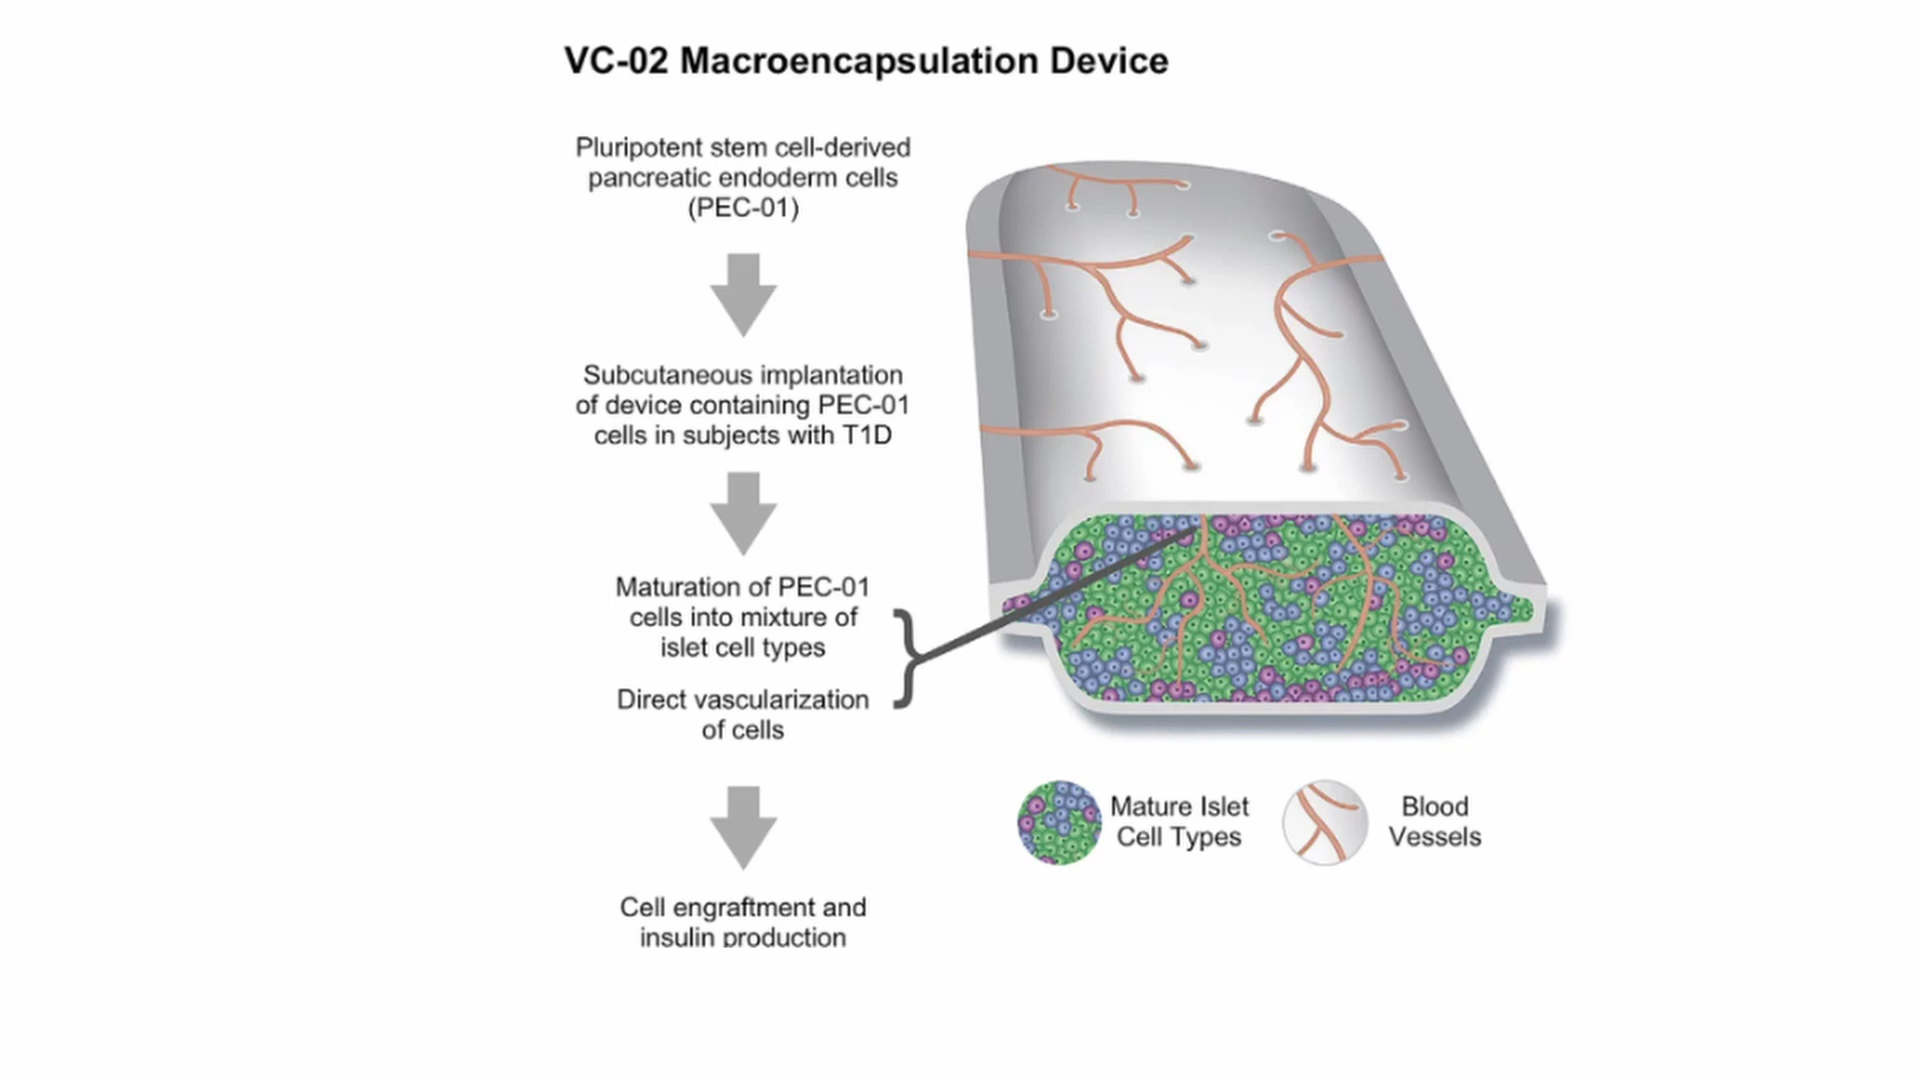 VC-02 Macroencapsulation Device
Pluripotent stem cell-derived
pancreatic endoderm cells
(PEC-01)
Subcutaneous implantation
of device containing PEC-01
cells in subjects with T1D
Maturation of PEC-01
cells into mixture of
islet cell types
Direct vascularization
of cells
Cell engraftment and
insulin production
Mature Islet
Cell Types
Blood
Vessels